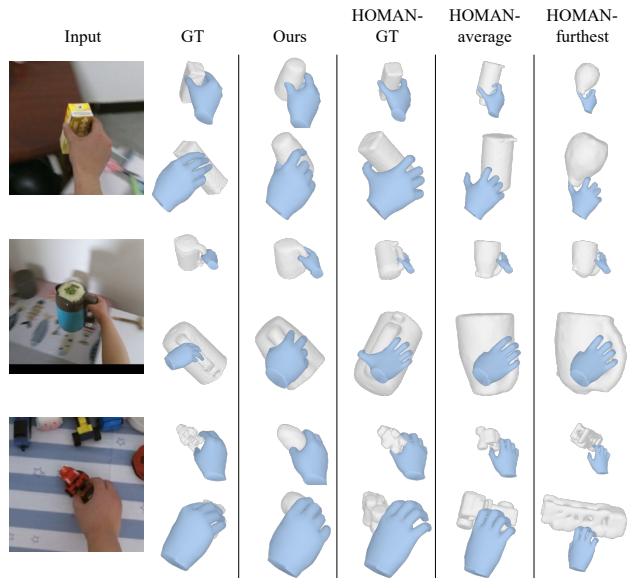 Input
GT
Ours
HOMAN-
GT
HOMAN-
average
HOMAN-
furthest